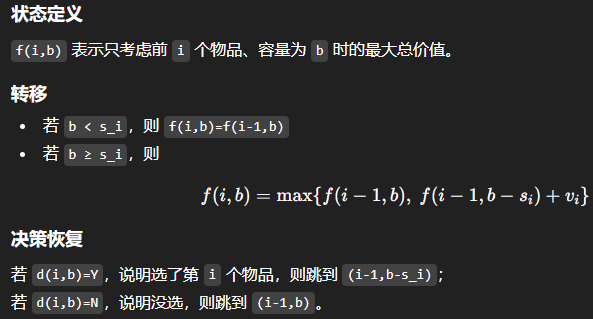 状态定义
f(i,b) 表示只考虑前 i 个物品、容量为 b 时的最大总价值。
转移
• 若 b < s_i，则 f(i,b)=f(i-1,b)
• 若 b ≥ s_i，则
f(i, b) = max{f(i − 1, b), f(i − 1, b − s_i) + v_i}
决策恢复
若 d(i,b)=Y，说明选了第 i 个物品，则跳到 (i-1,b-s_i)；
若 d(i,b)=N，说明没选，则跳到 (i-1,b)。